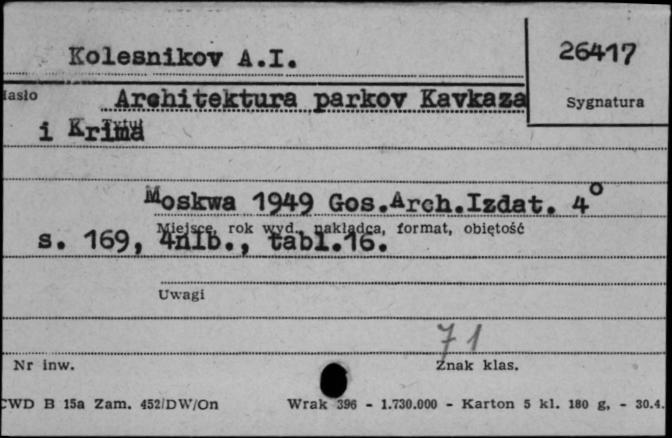 Kolesnikov A.I.
26417
Sygnatura
Hasło
Architektura parkov Kavkaza
i Krima
Tytuł
Moskwa 1949 Gos.Arch.Izdat. 4°
Miejsce, rok wyd., nakładca, format, objętość
s. 169, 4nlb., tabl.16.
Uwagi
71
Nr inw.
Znak klas.
CWD B 15a Zam. 452/DW/On
Wrak 396 - 1.730.000 - Karton 5 kl. 180 g, - 30.4.